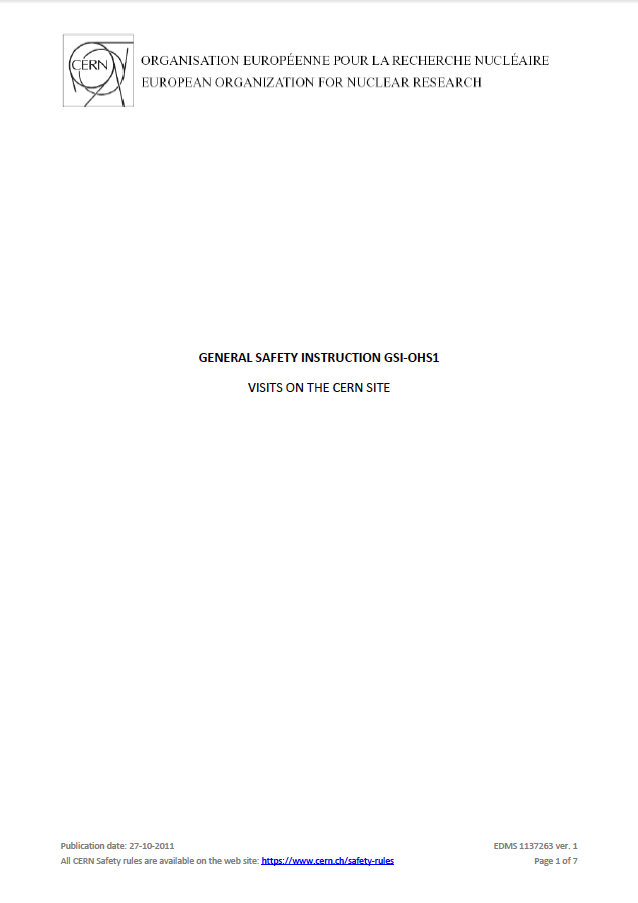 CERN
ORGANISATION EUROPÉENNE POUR LA RECHERCHE NUCLÉAIRE
EUROPEAN ORGANIZATION FOR NUCLEAR RESEARCH
GENERAL SAFETY INSTRUCTION GSI-OHS1
VISITS ON THE CERN SITE
Publication date: 27-10-2011 EDMS 1137263 ver. 1
All CERN Safety rules are available on the web site: https://www.cern.ch/safety-rules Page 1 of 7